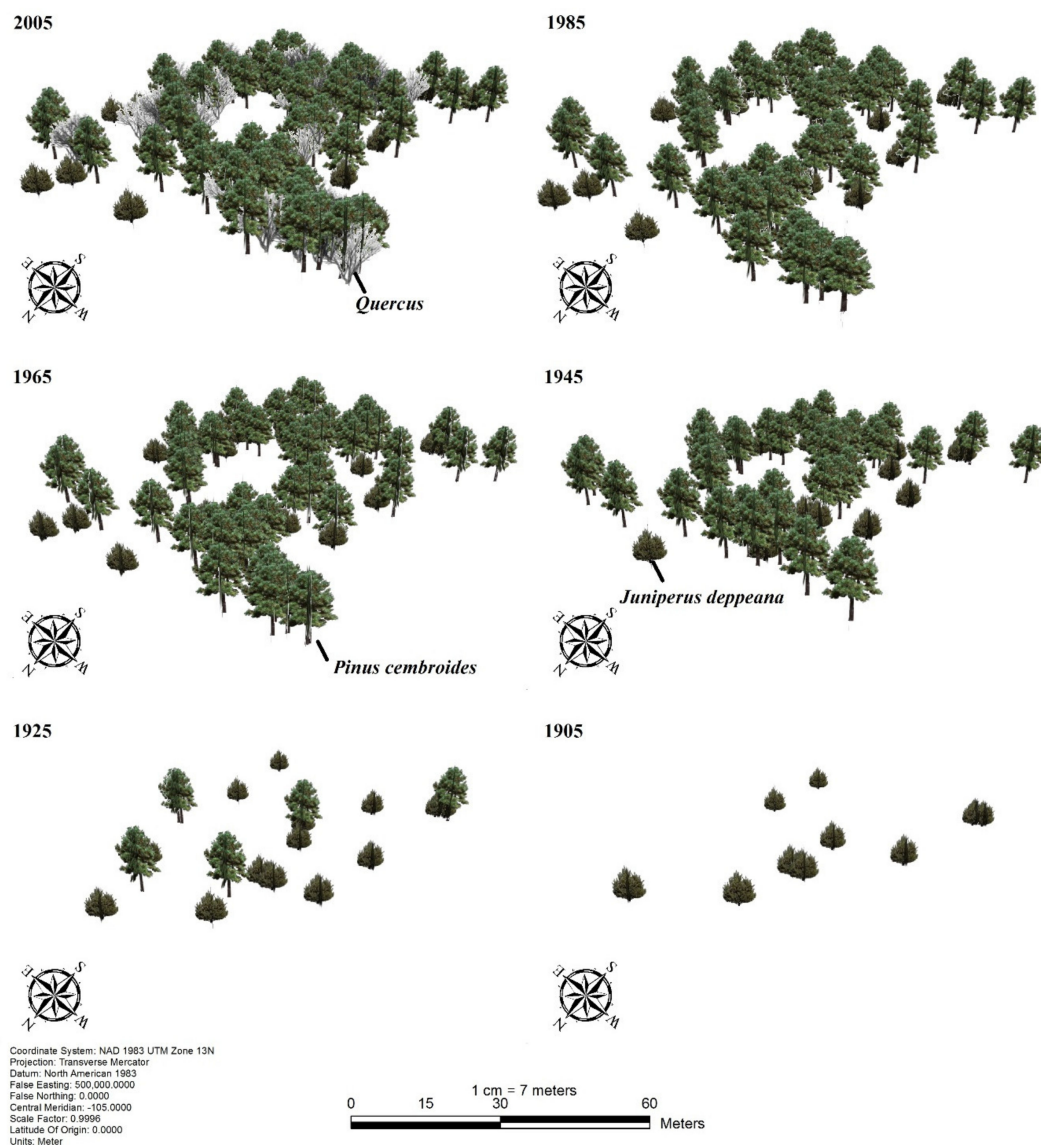 2005
1985
Quercus
E
S
N
W
E
S
N
W
1965
1945
Juniperus deppeana
Pinus cembroides
E
S
N
W
E
S
N
W
1925
1905
E
S
N
W
E
S
N
W
Coordinate System: NAD 1983 UTM Zone 13N
Projection: Transverse Mercator
Datum: North American 1983
False Easting: 500,000.0000
False Northing: 0.0000
Central Meridian: -105.0000
Scale Factor: 0.9996
Latitude Of Origin: 0.0000
Units: Meter
1 cm = 7 meters
0 15 30 60
Meters